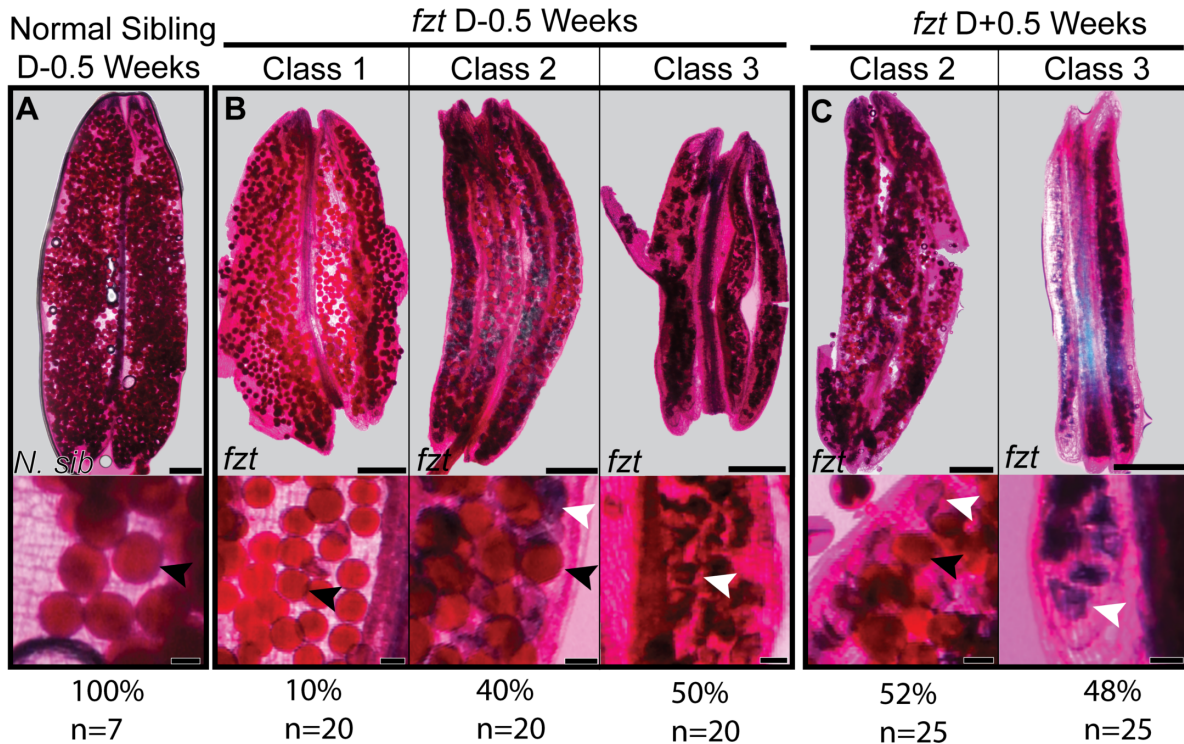 Normal Sibling
D-0.5 Weeks
fzt D-0.5 Weeks
Class 1
Class 2
Class 3
fzt D+0.5 Weeks
Class 2
Class 3
A
B
C
N. sib
fzt
fzt
fzt
fzt
fzt
100%
n=7
10%
n=20
40%
n=20
50%
n=20
52%
n=25
48%
n=25